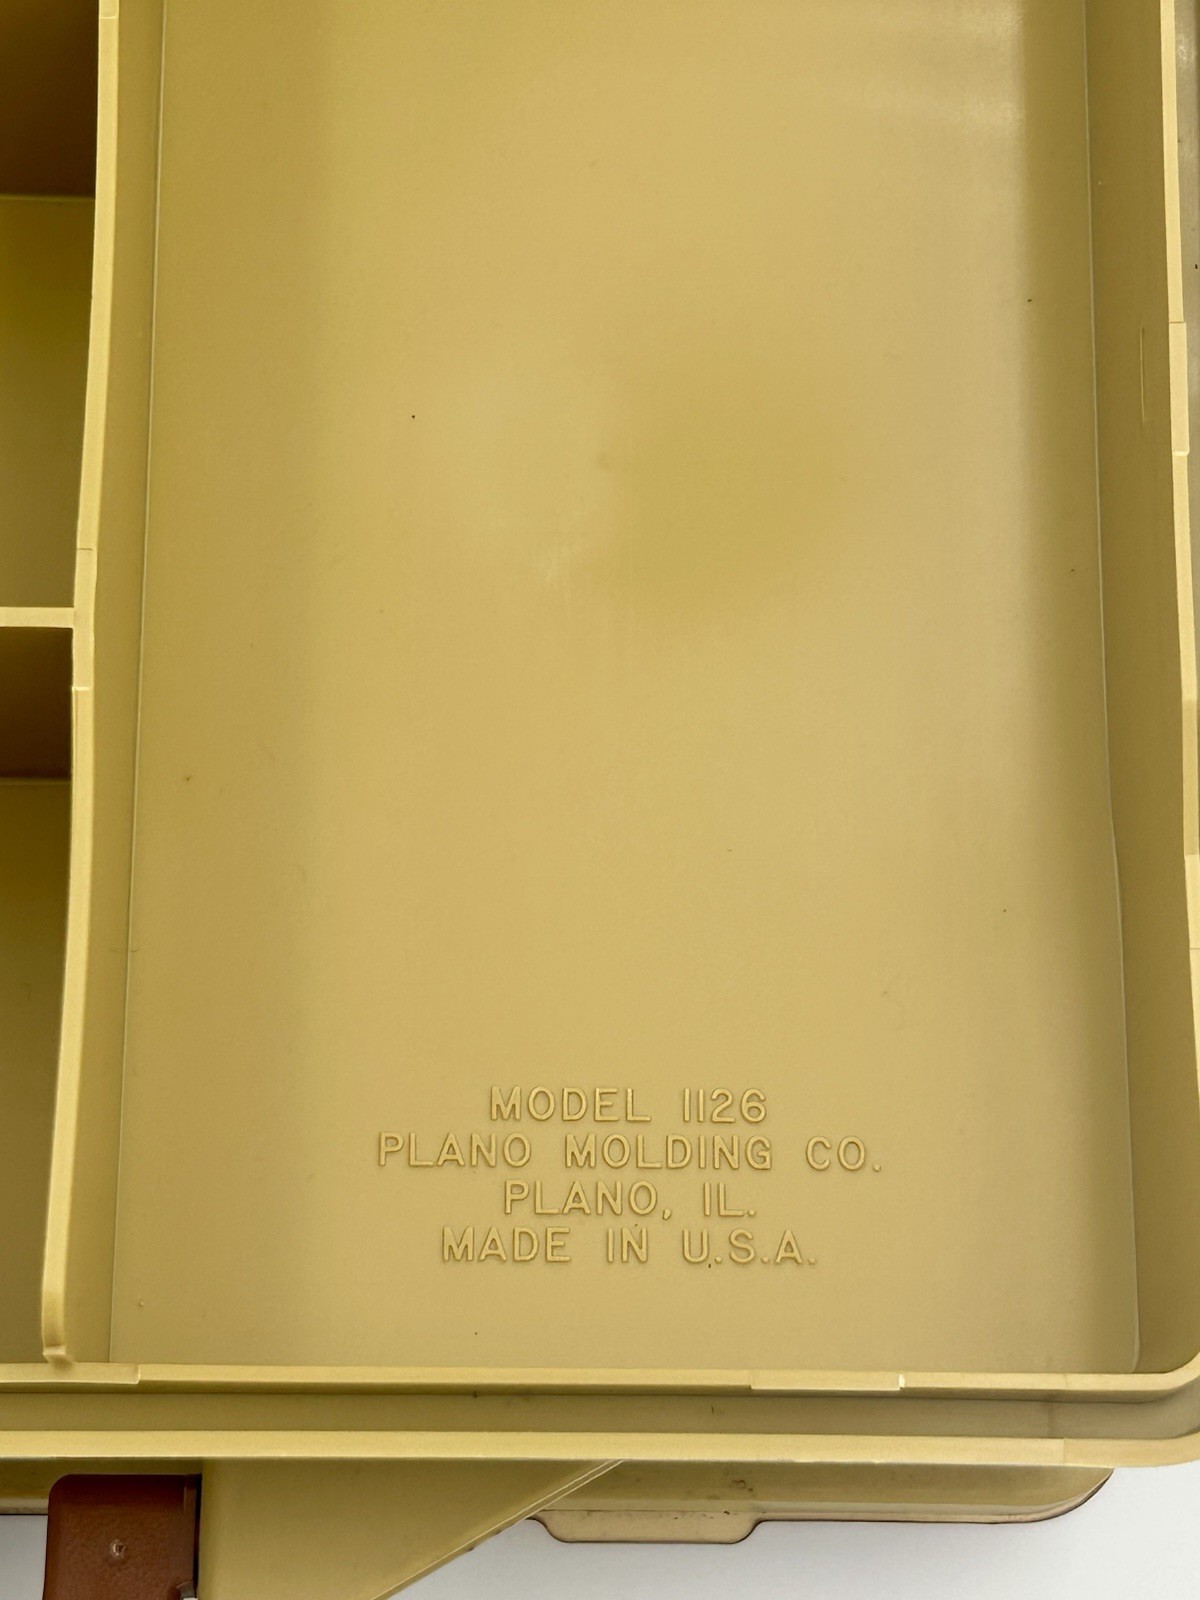 MODEL 1126
PLANO MOLDING CO.
PLANO, IL.
MADE IN U.S.A.